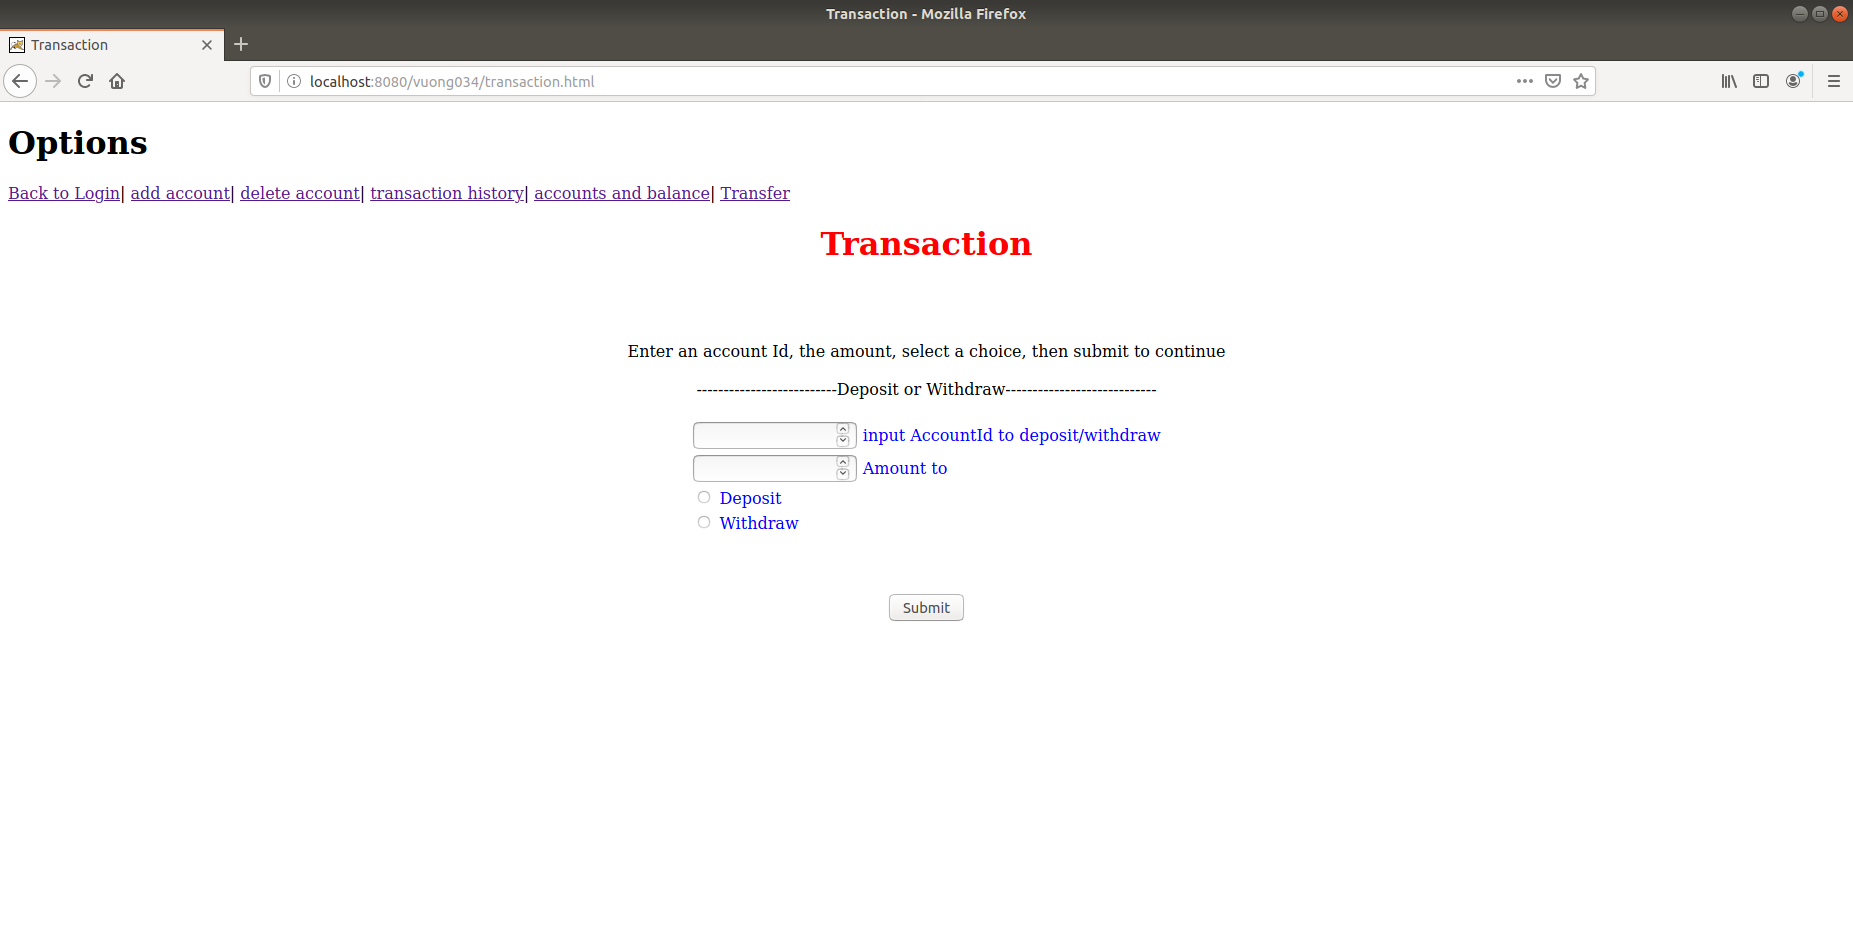 Transaction - Mozilla Firefox
Transaction
localhost:8080/vuong034/transaction.html
Options
Back to Login| add account| delete account| transaction history| accounts and balance| Transfer
Transaction
Enter an account Id, the amount, select a choice, then submit to continue
--------------------------Deposit or Withdraw----------------------------
input AccountId to deposit/withdraw
Amount to
Deposit
Withdraw
Submit